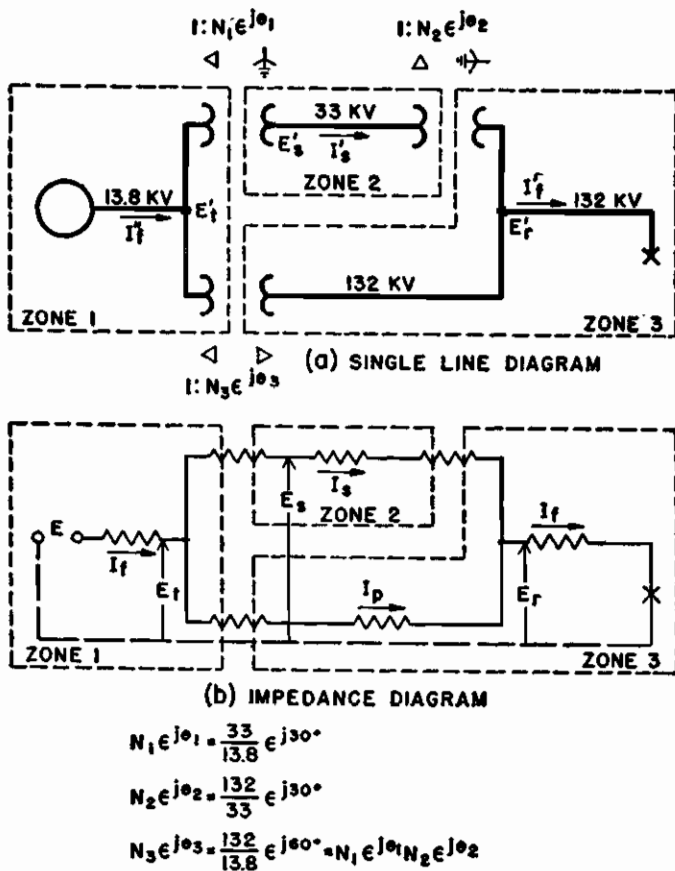 1:N₁ϵ^jθ₁ 1:N₂ϵ^jθ₂
33 KV
E's I's
ZONE 2
13.8 KV
I"f
E't
I'f 132 KV
E'r
132 KV
ZONE 1
ZONE 3
1:N₃ϵ^jθ₃
(a) SINGLE LINE DIAGRAM
Is
Es
ZONE 2
E
If
Et
Ip
Er
If
ZONE 1
ZONE 3
(b) IMPEDANCE DIAGRAM
N₁ϵ^jθ₁ = 33/13.8 ϵ^j30°
N₂ϵ^jθ₂ = 132/33 ϵ^j30°
N₃ϵ^jθ₃ = 132/13.8 ϵ^j60° = N₁ϵ^jθ₁N₂ϵ^jθ₂